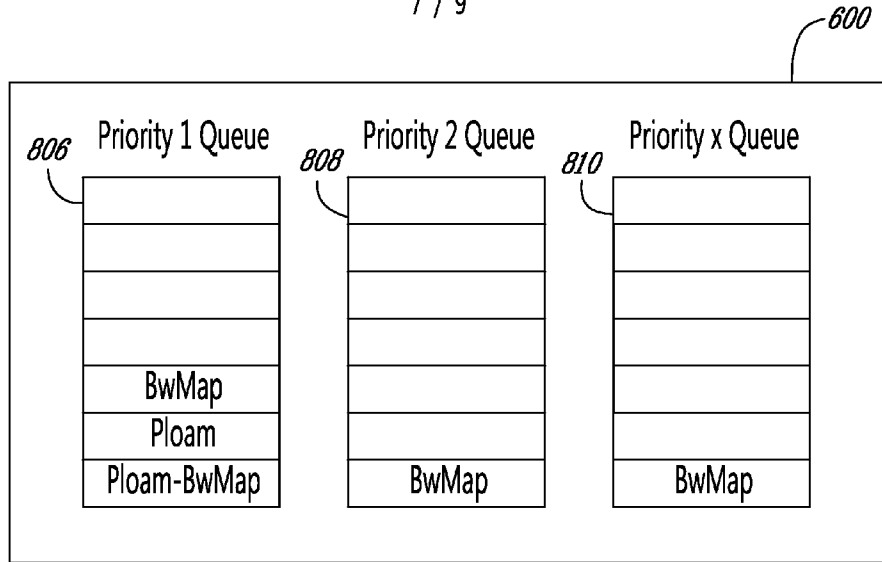 7 / 9
600
Priority 1 Queue
Priority 2 Queue
Priority x Queue
806
808
810
BwMap
Ploam
Ploam-BwMap
BwMap
BwMap